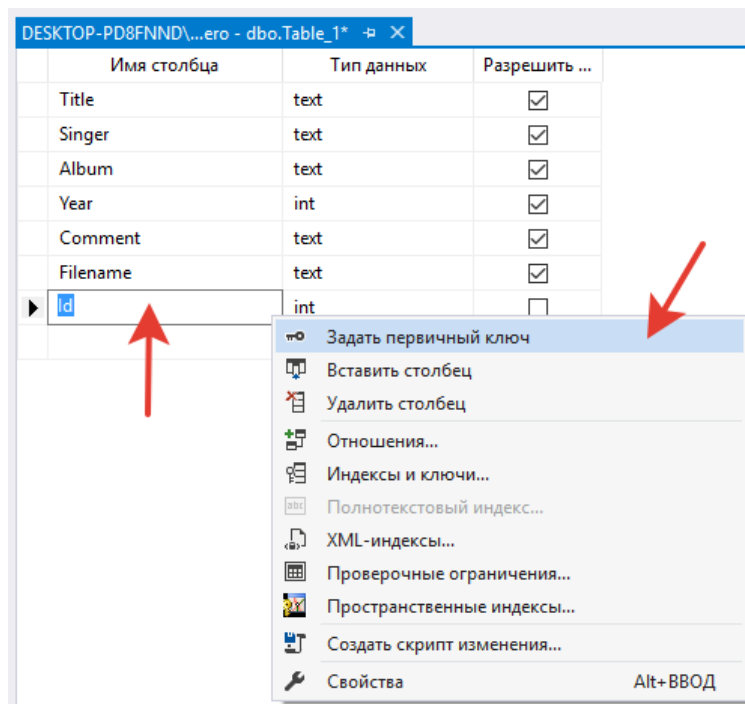 DESKTOP-PD8FNND\...ero - dbo.Table_1*
Имя столбца Тип данных Разрешить ...
Title text
Singer text
Album text
Year int
Comment text
Filename text
Id int
Задать первичный ключ
Вставить столбец
Удалить столбец
Отношения...
Индексы и ключи...
abc Полнотекстовый индекс...
XML-индексы...
Проверочные ограничения...
Пространственные индексы...
Создать скрипт изменения...
Свойства Alt+ВВОД